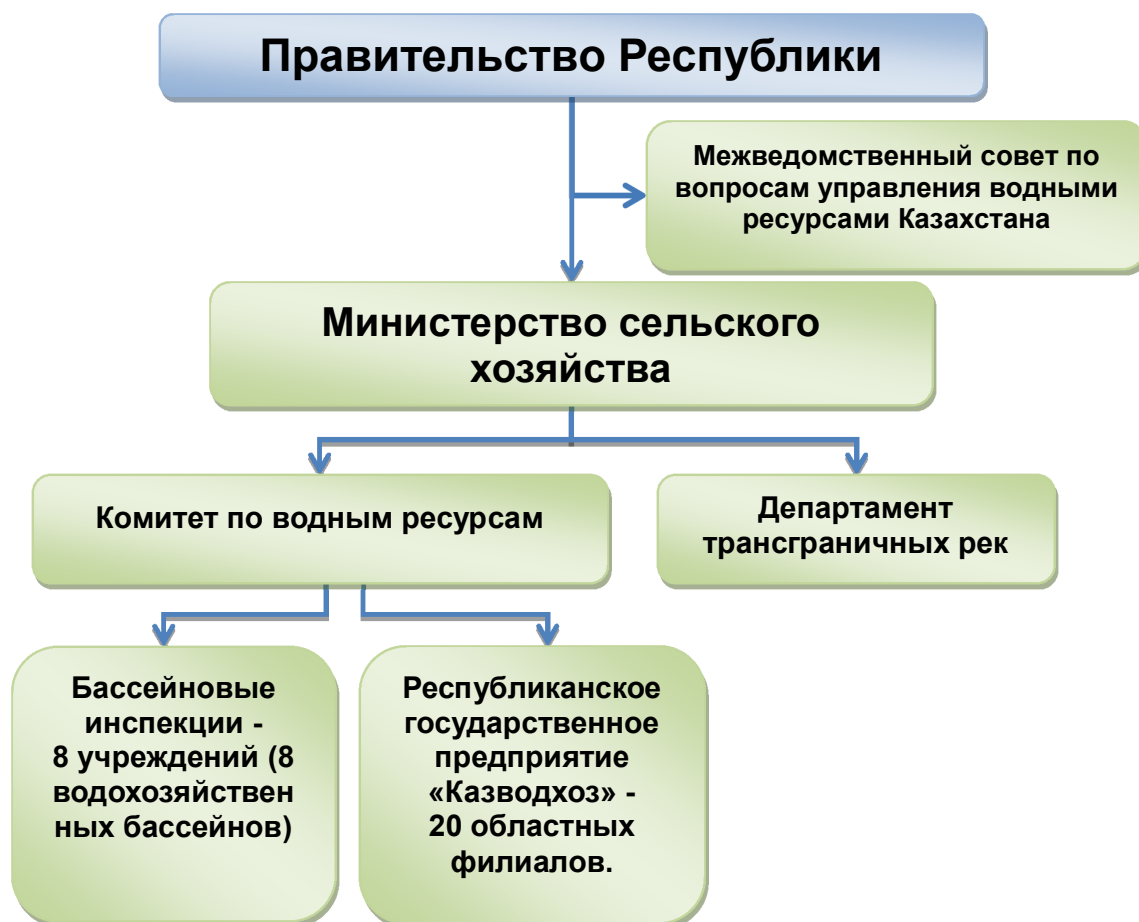 Правительство Республики
Межведомственный совет по
вопросам управления водными
ресурсами Казахстана
Министерство сельского
хозяйства
Комитет по водным ресурсам
Департамент
трансграничных рек
Бассейновые
инспекции -
8 учреждений (8
водохозяйствен
ных бассейнов)
Республиканское
государственное
предприятие
«Казводхоз» -
20 областных
филиалов.